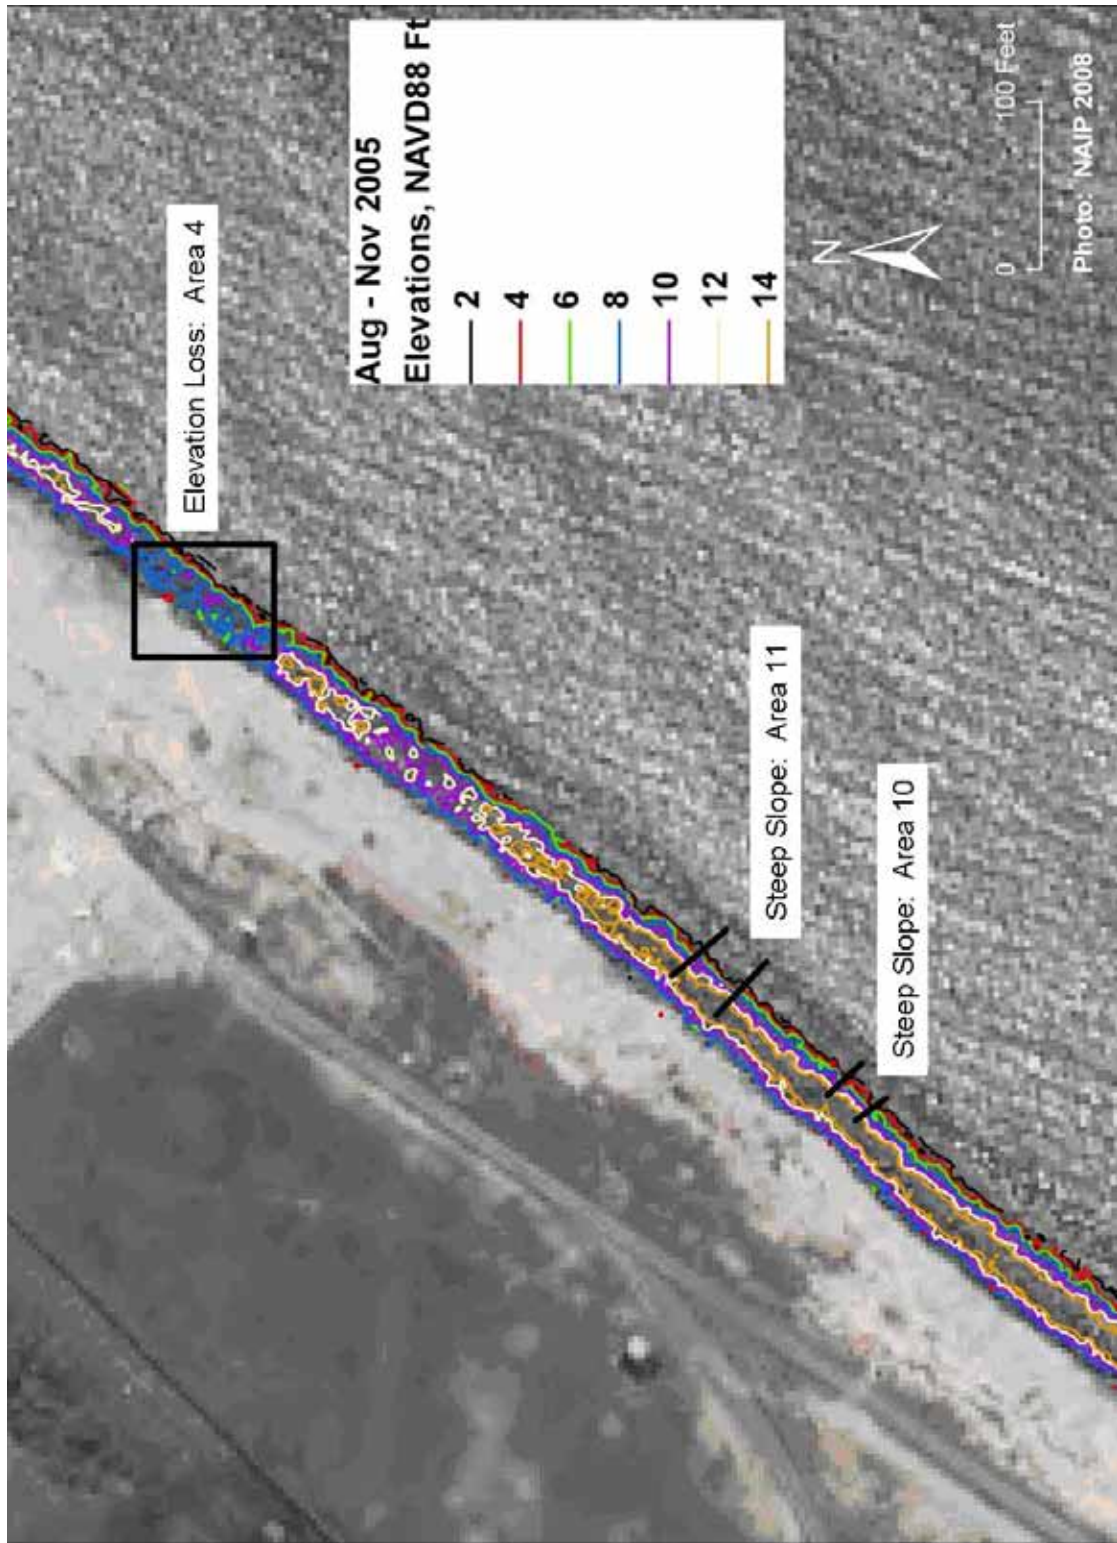 Elevation Loss: Area 4
Aug - Nov 2005
Elevations, NAVD88 Ft
2
4
6
8
10
12
14
Steep Slope: Area 11
Steep Slope: Area 10
N
0 100 Feet
Photo: NAIP 2008